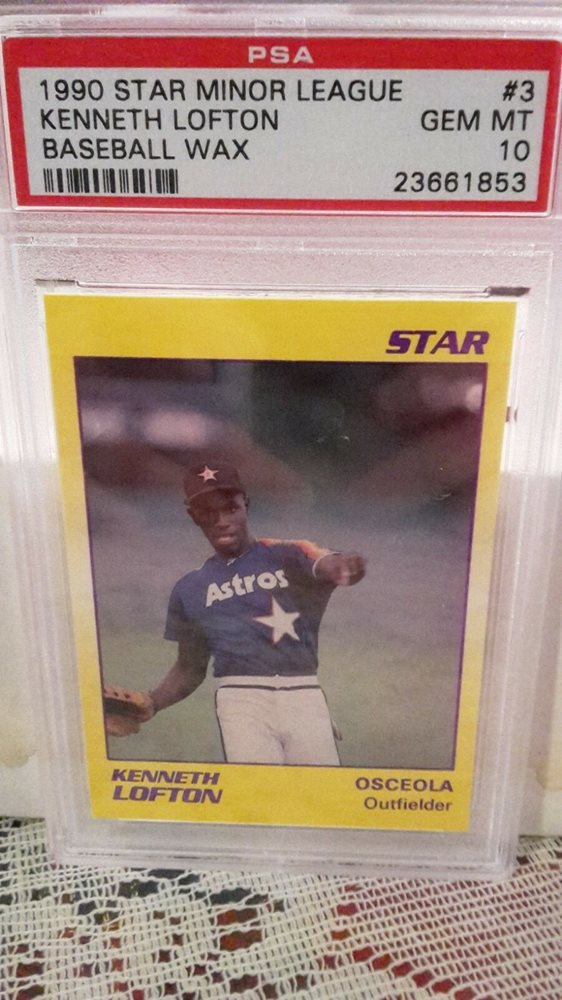 PSA
1990 STAR MINOR LEAGUE #3
KENNETH LOFTON GEM MT
BASEBALL WAX 10
23661853
STAR
Astros
KENNETH OSCEOLA
LOFTON Outfielder